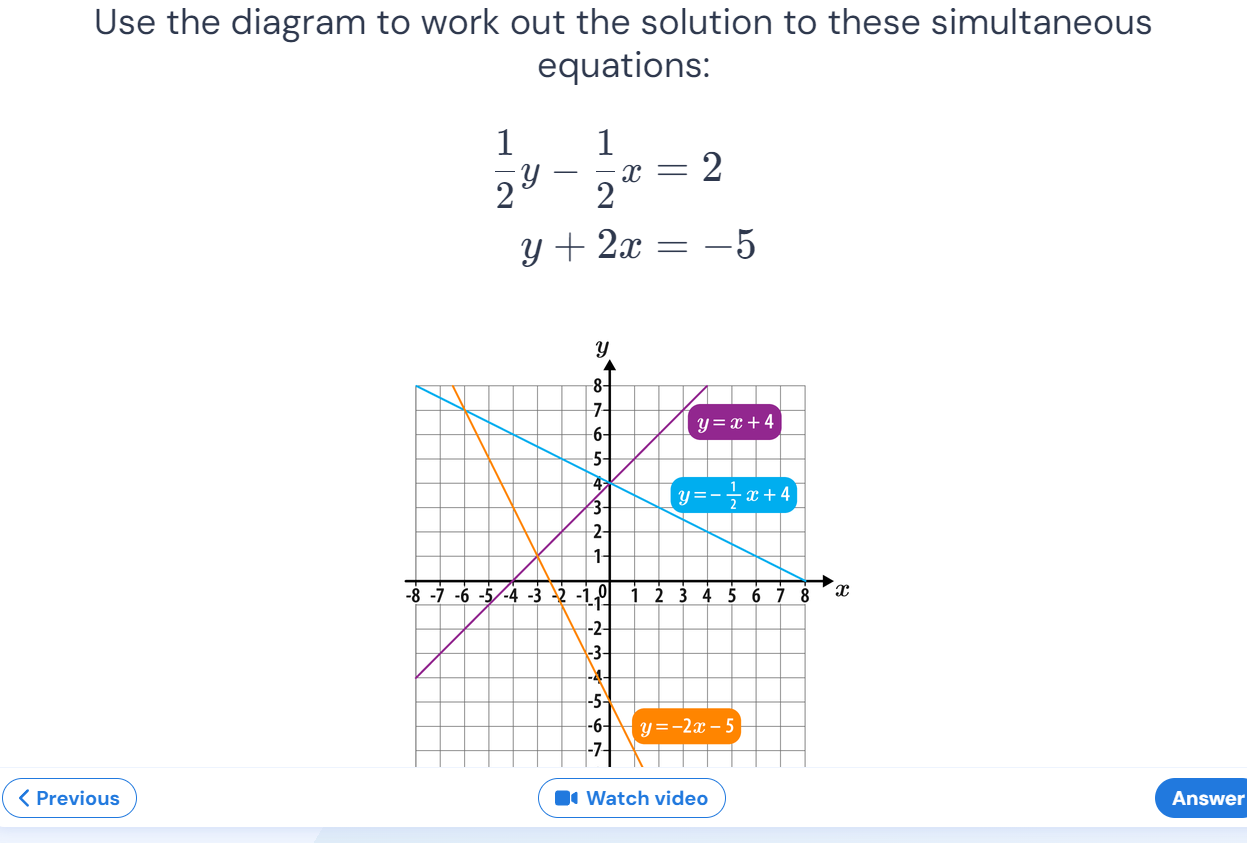 Use the diagram to work out the solution to these simultaneous
equations:
1/2 y − 1/2 x = 2
y + 2x = −5
y
8
7
y = x + 4
6
5
4
y = − 1/2 x + 4
3
2
1
x
-8 -7 -6 -5 -4 -3 -2 -1 0 1 2 3 4 5 6 7 8
-1
-2
-3
-4
-5
-6
y = −2x − 5
-7
Previous
Watch video
Answer